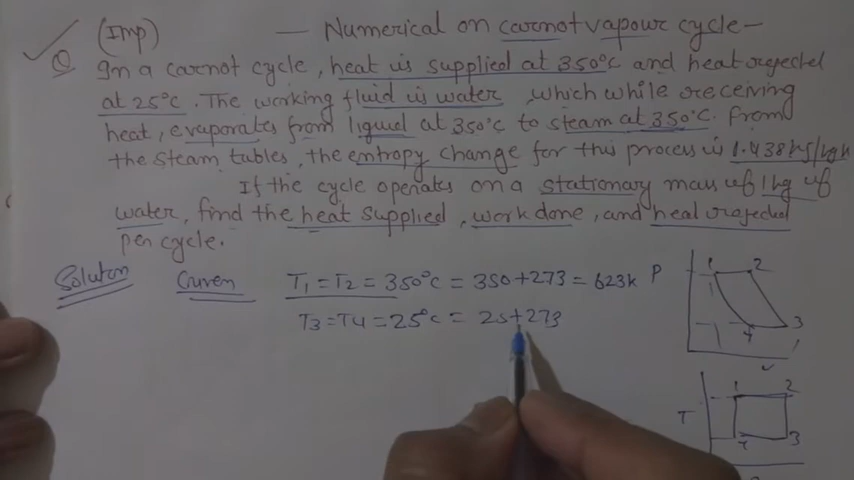 (Imp) — Numerical on carnot vapour cycle —
Q In a carnot cycle, heat is supplied at 350°c and heat rejected
at 25°c. The working fluid is water, which while receiving
heat, evaporates from liquid at 350°c to steam at 350°c. From
the steam tables, the entropy change for this process is 1.438 kJ/kgk
If the cycle operates on a stationary mass of 1 kg of
water, find the heat supplied, work done, and heat rejected
per cycle.
Solution Given T1 = T2 = 350°c = 350+273 = 623k
T3 = T4 = 25°c = 25+273
P 1 2
4 3
v
T 1 2
4 3